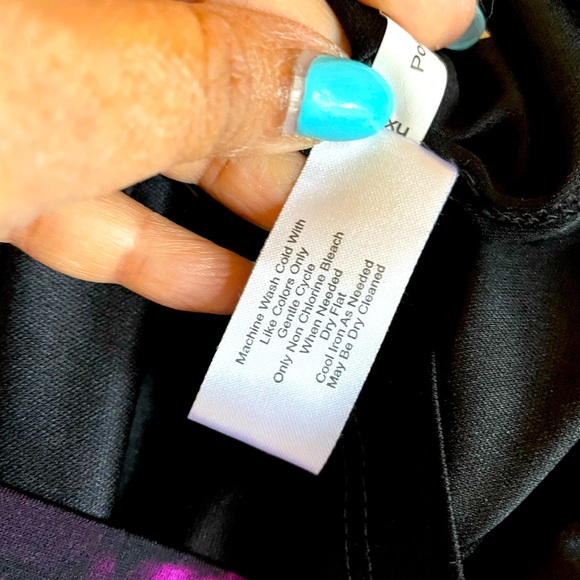 Machine Wash Cold With
Like Colors Only
Gentle Cycle
Only Non Chlorine Bleach
When Needed
Dry Flat
Cool Iron As Needed
May Be Dry Cleaned